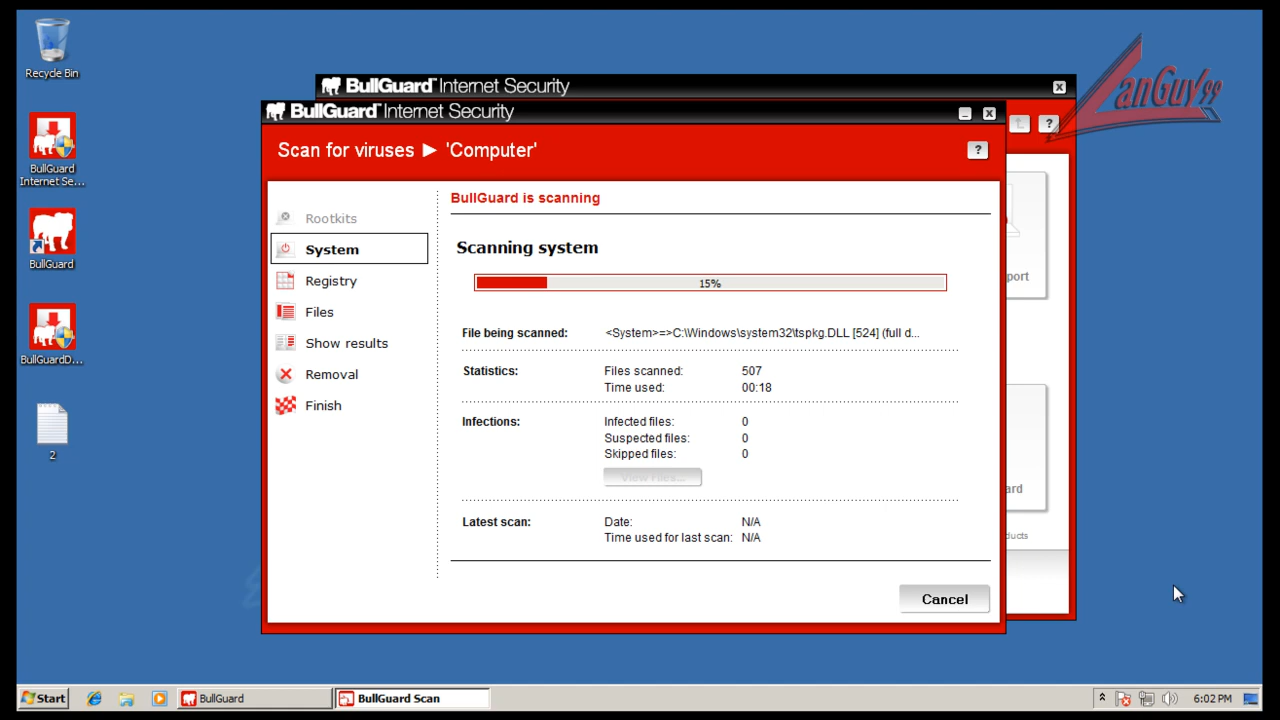 Recycle Bin
BullGuard Internet Se...
BullGuard
BullGuardD...
2
BullGuard Internet Security
BullGuard Internet Security
LanGuy99
?
Scan for viruses ► 'Computer'
?
Rootkits
System
Registry
Files
Show results
Removal
Finish
BullGuard is scanning
Scanning system
15%
File being scanned: <System>=>C:\Windows\system32\tspkg.DLL [524] (full d...
Statistics: Files scanned: 507
Time used: 00:18
Infections: Infected files: 0
Suspected files: 0
Skipped files: 0
View Files...
Latest scan: Date: N/A
Time used for last scan: N/A
Cancel
port
ard
ducts
Start
BullGuard
BullGuard Scan
6:02 PM